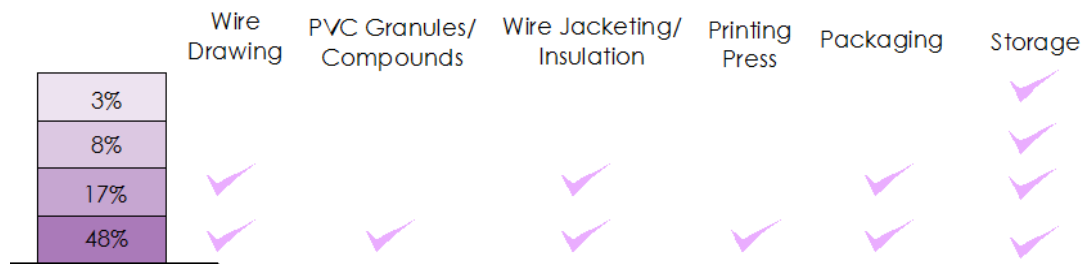 Wire
Drawing
PVC Granules/
Compounds
Wire Jacketing/
Insulation
Printing
Press
Packaging
Storage
3%
8%
17%
48%